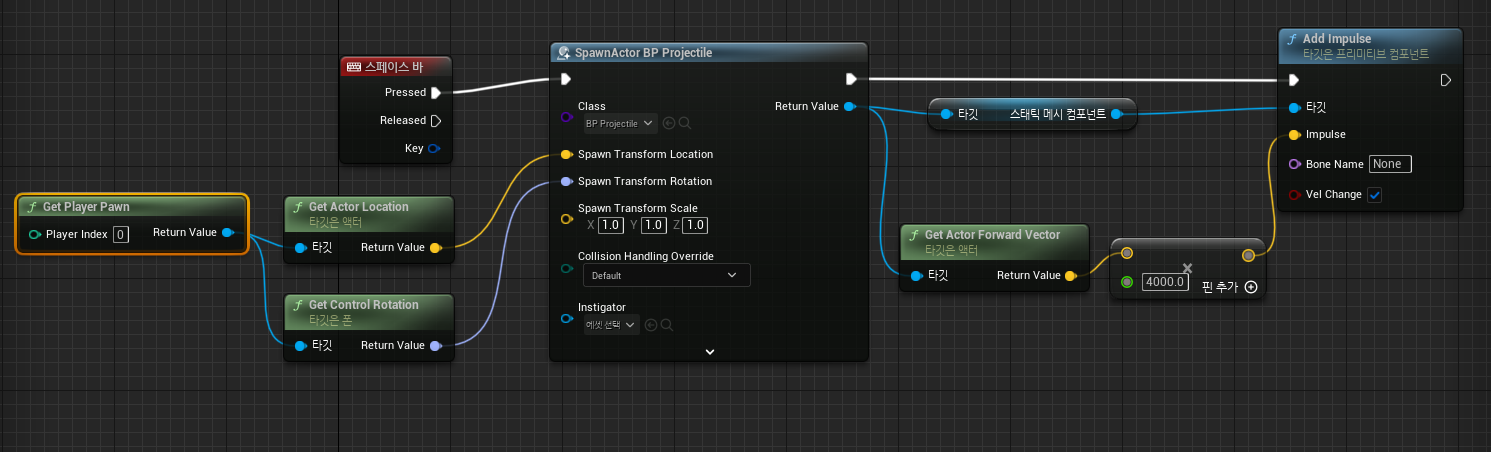 스페이스 바
Pressed
Released
Key
Get Player Pawn
Player Index 0
Return Value
Get Actor Location
타깃은 액터
타깃
Return Value
Get Control Rotation
타깃은 폰
타깃
Return Value
SpawnActor BP Projectile
Class
BP Projectile
Return Value
Spawn Transform Location
Spawn Transform Rotation
Spawn Transform Scale
X 1.0 Y 1.0 Z 1.0
Collision Handling Override
Default
Instigator
에셋 선택
타깃 스태틱 메시 컴포넌트
Get Actor Forward Vector
타깃은 액터
타깃
Return Value
4000.0
핀 추가
Add Impulse
타깃은 프리미티브 컴포넌트
타깃
Impulse
Bone Name None
Vel Change